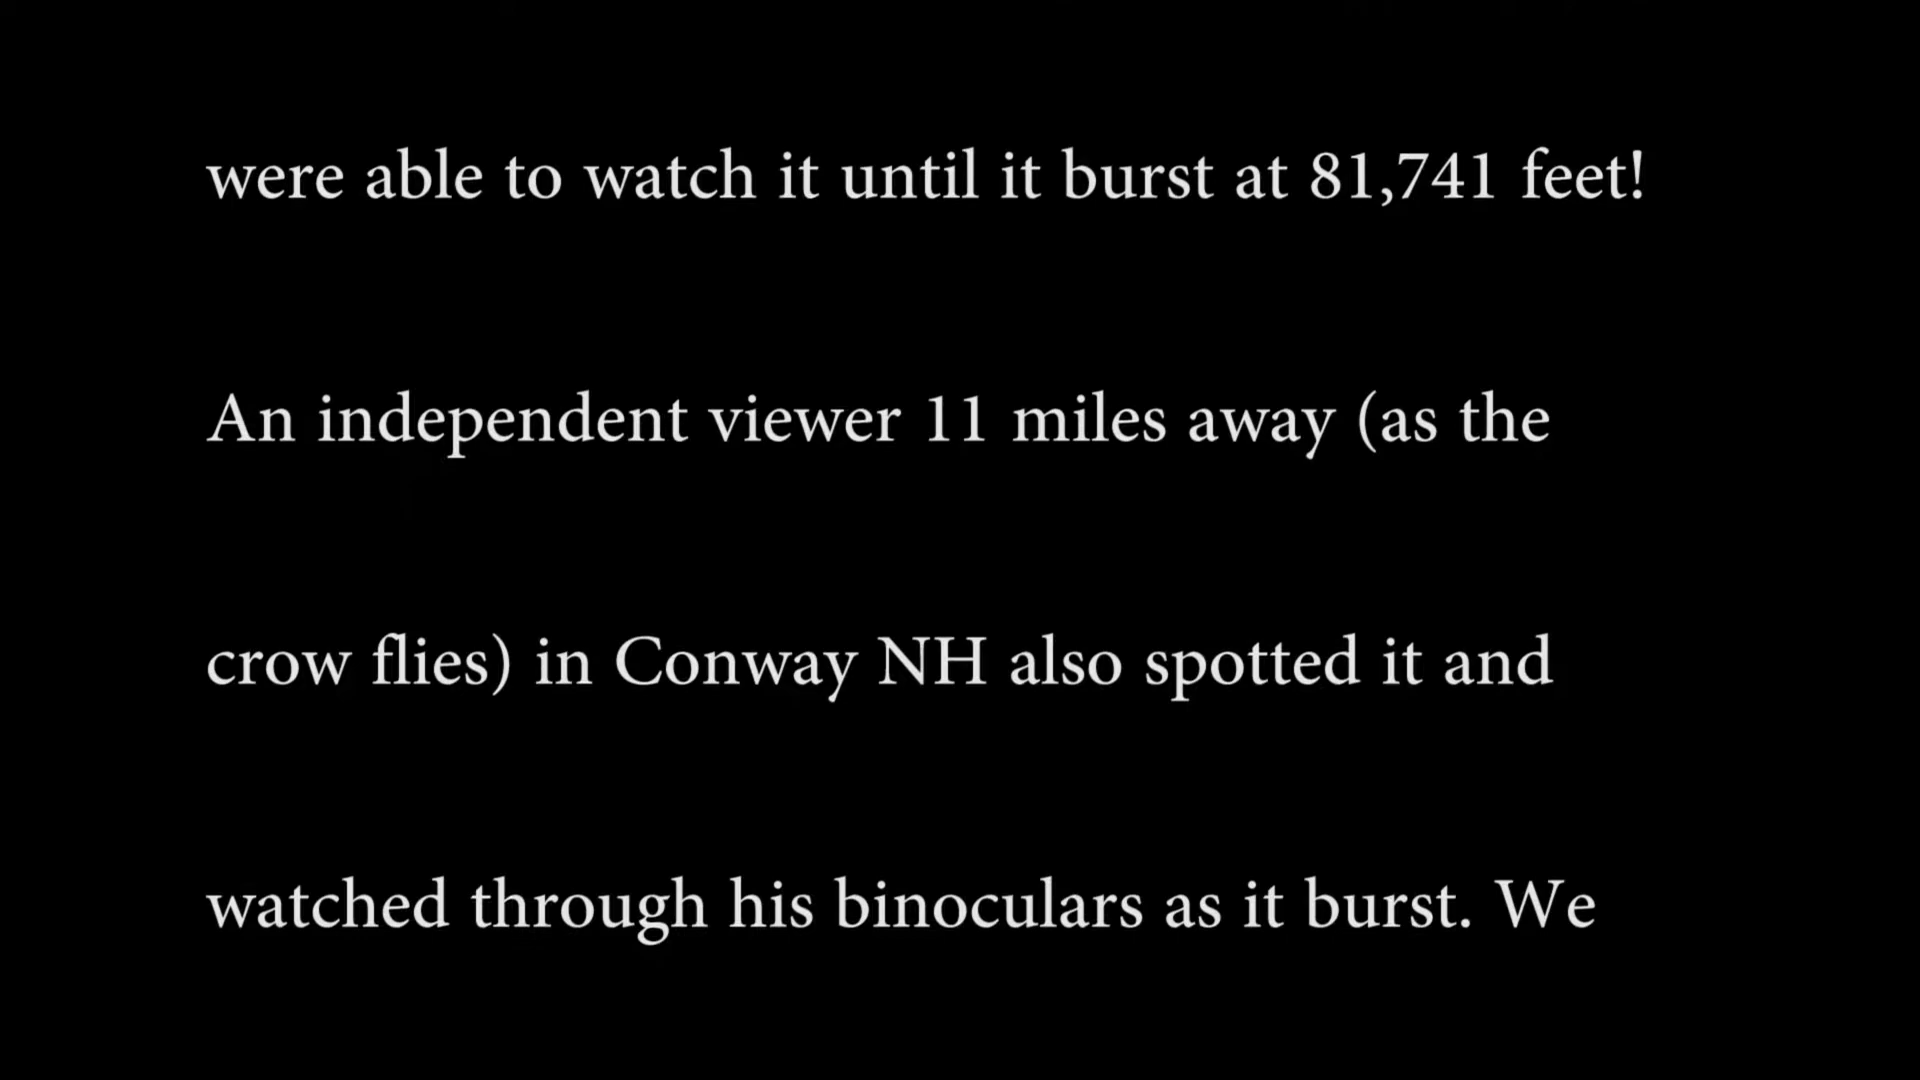 were able to watch it until it burst at 81,741 feet!
An independent viewer 11 miles away (as the
crow flies) in Conway NH also spotted it and
watched through his binoculars as it burst. We